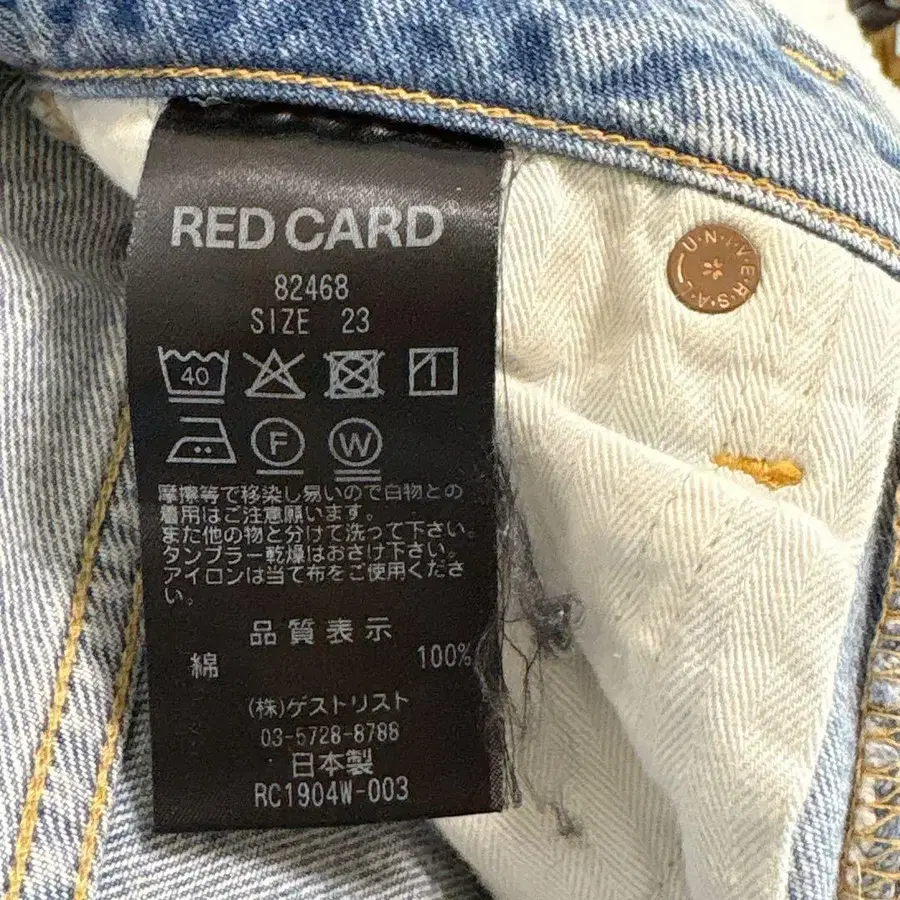 RED CARD®
82468
SIZE 23
40
F W
摩擦等で移染し易いので白物との
着用はご注意願います。
また他の物と分けて洗って下さい。
タンブラー乾燥はおさけ下さい。
アイロンは当て布をご使用くださ
い。
品質表示
綿 100%
(株)ゲストリスト
03-5728-8788
日本製
RC1904W-003
U·N·I·V·E·R·S·A·L